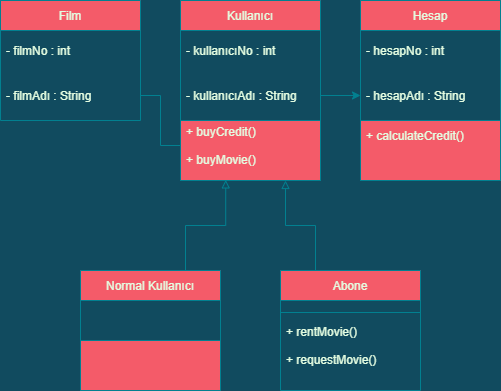 Film
- filmNo : int
- filmAdı : String
Kullanıcı
- kullanıcıNo : int
- kullanıcıAdı : String
+ buyCredit()
+ buyMovie()
Hesap
- hesapNo : int
- hesapAdı : String
+ calculateCredit()
Normal Kullanıcı
Abone
+ rentMovie()
+ requestMovie()